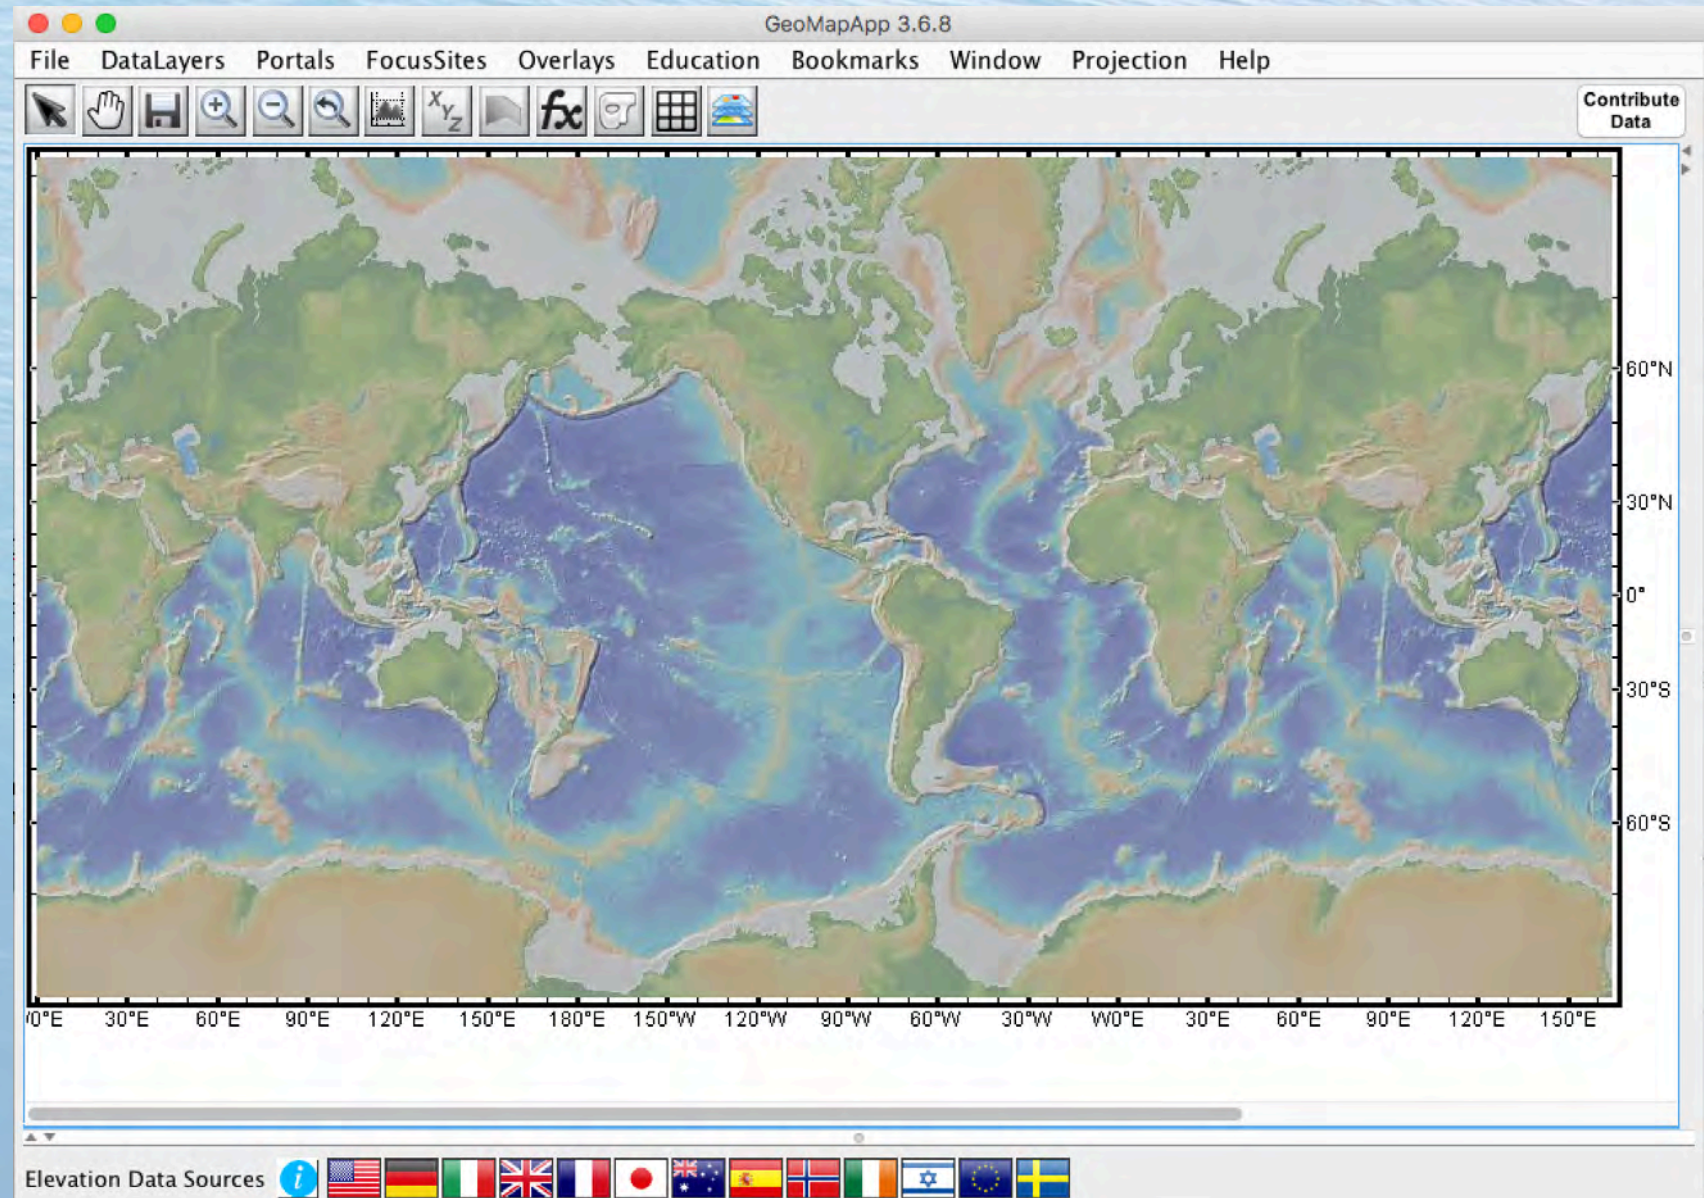 GeoMapApp 3.6.8
File DataLayers Portals FocusSites Overlays Education Bookmarks Window Projection Help
X Y Z fx
Contribute
Data
60°N
30°N
0°
30°S
60°S
/0°E 30°E 60°E 90°E 120°E 150°E 180°E 150°W 120°W 90°W 60°W 30°W W0°E 30°E 60°E 90°E 120°E 150°E
Elevation Data Sources i